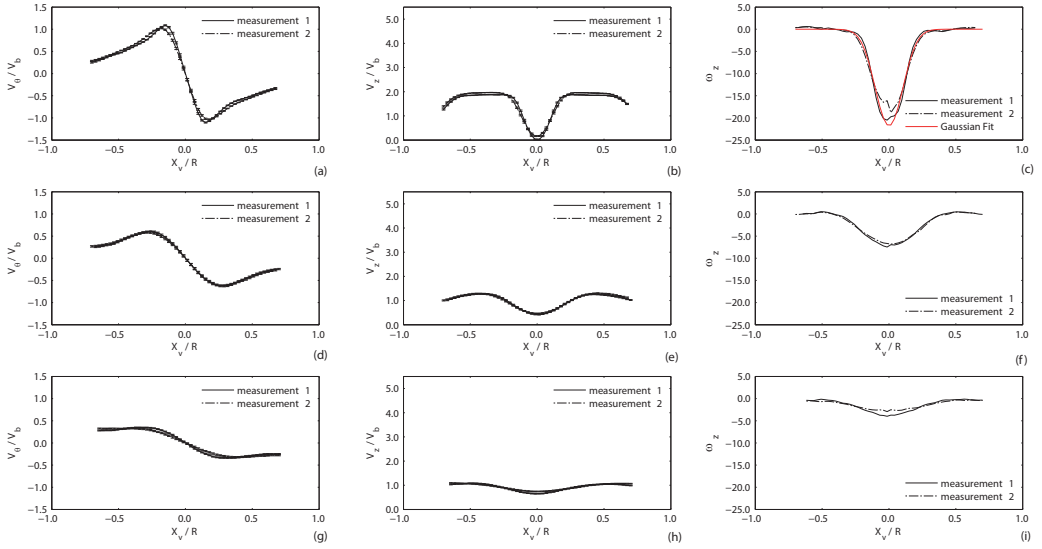 1.5
1.0
0.5
0.0
−0.5
−1.0
−1.5
V_θ / V_b
measurement 1
measurement 2
−1.0 −0.5 0.0 0.5 1.0
X_v / R
(a)
5.0
4.0
3.0
2.0
1.0
0.0
V_z / V_b
measurement 1
measurement 2
−1.0 −0.5 0.0 0.5 1.0
X_v / R
(b)
5.0
0.0
−5.0
−10.0
−15.0
−20.0
−25.0
ω_z
measurement 1
measurement 2
Gaussian Fit
−1.0 −0.5 0.0 0.5 1.0
X_v / R
(c)
1.5
1.0
0.5
0.0
−0.5
−1.0
−1.5
V_θ / V_b
measurement 1
measurement 2
−1.0 −0.5 0.0 0.5 1.0
X_v / R
(d)
5.0
4.0
3.0
2.0
1.0
0.0
V_z / V_b
measurement 1
measurement 2
−1.0 −0.5 0.0 0.5 1.0
X_v / R
(e)
5.0
0.0
−5.0
−10.0
−15.0
−20.0
−25.0
ω_z
measurement 1
measurement 2
−1.0 −0.5 0.0 0.5 1.0
X_v / R
(f)
1.5
1.0
0.5
0.0
−0.5
−1.0
−1.5
V_θ / V_b
measurement 1
measurement 2
−1.0 −0.5 0.0 0.5 1.0
X_v / R
(g)
5.0
4.0
3.0
2.0
1.0
0.0
V_z / V_b
measurement 1
measurement 2
−1.0 −0.5 0.0 0.5 1.0
X_v / R
(h)
5.0
0.0
−5.0
−10.0
−15.0
−20.0
−25.0
ω_z
measurement 1
measurement 2
−1.0 −0.5 0.0 0.5 1.0
X_v / R
(i)